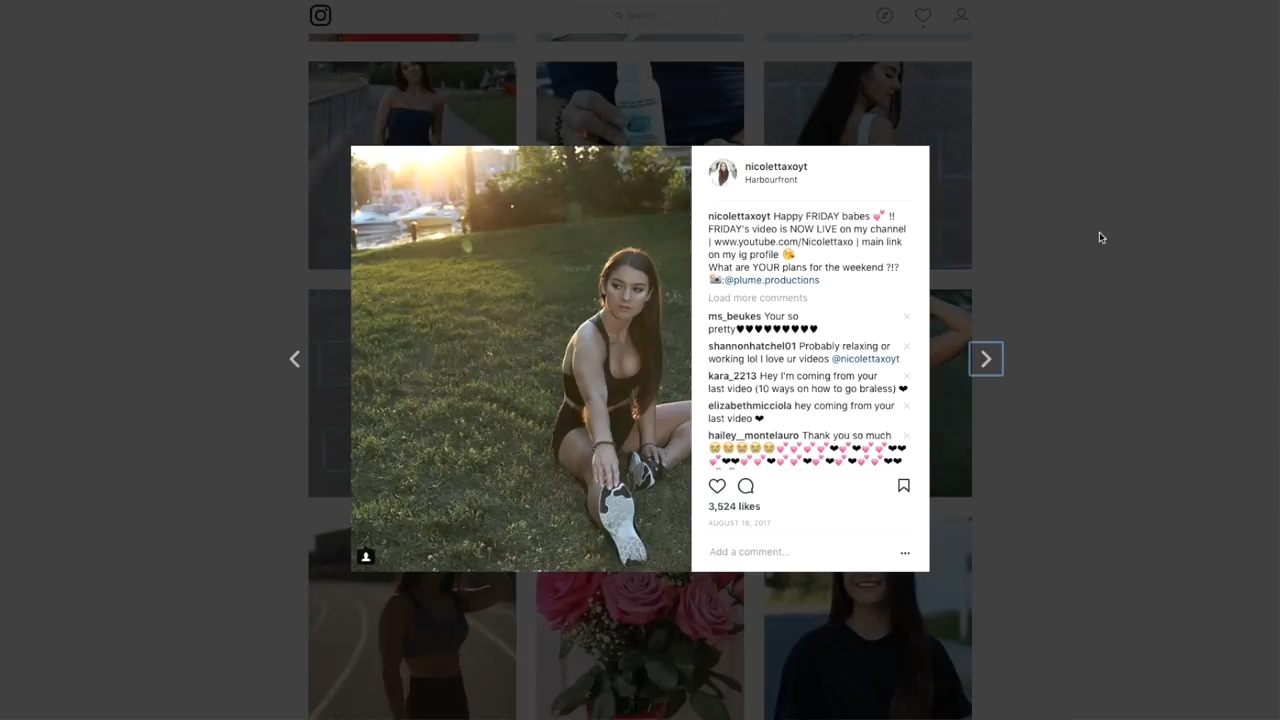 Search
nicolettaxoyt
Harbourfront
nicolettaxoyt Happy FRIDAY babes 💕 !!
FRIDAY's video is NOW LIVE on my channel
| www.youtube.com/Nicolettaxo | main link
on my ig profile 😘
What are YOUR plans for the weekend ?!?
📸:@plume.productions
Load more comments
ms_beukes Your so
pretty♥♥♥♥♥♥♥♥♥
shannonhatchel01 Probably relaxing or
working lol I love ur videos @nicolettaxoyt
kara_2213 Hey I'm coming from your
last video (10 ways on how to go braless) ❤
elizabethmicciola hey coming from your
last video ❤
hailey__montelauro Thank you so much
3,524 likes
AUGUST 18, 2017
Add a comment...